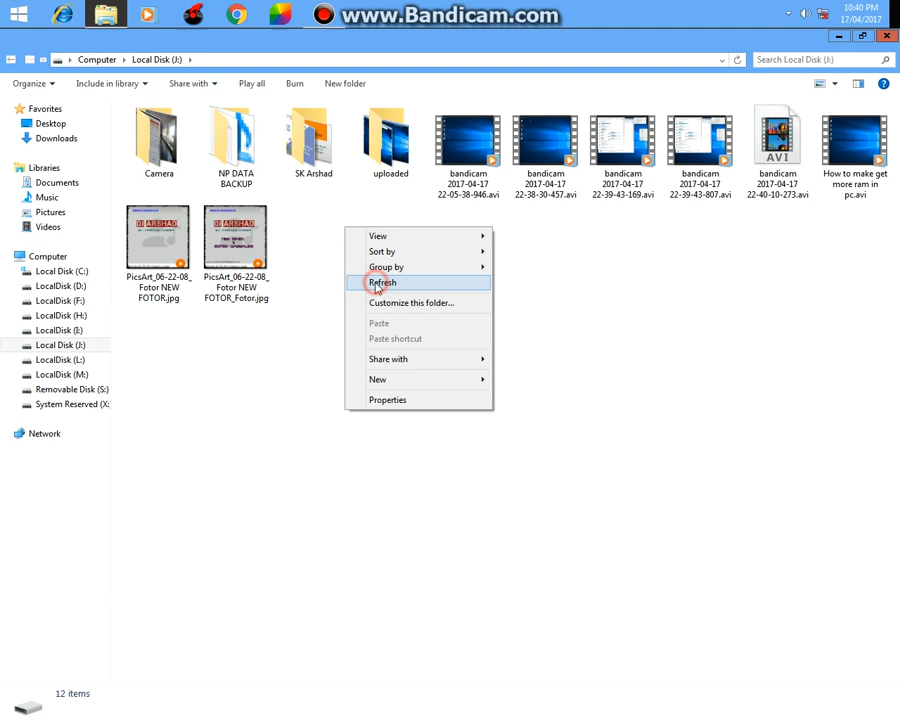 www.Bandicam.com
10:40 PM
17/04/2017
Computer
Local Disk (J:)
Search Local Disk (J:)
Organize
Include in library
Share with
Play all
Burn
New folder
Favorites
Desktop
Downloads
Libraries
Documents
Music
Pictures
Videos
Computer
Local Disk (C:)
LocalDisk (D:)
LocalDisk (F:)
LocalDisk (H:)
LocalDisk (I:)
Local Disk (J:)
LocalDisk (L:)
LocalDisk (M:)
Removable Disk (S:)
System Reserved (X:
Network
Camera
NP DATA
BACKUP
SK Arshad
uploaded
bandicam
2017-04-17
22-05-38-946.avi
bandicam
2017-04-17
22-38-30-457.avi
bandicam
2017-04-17
22-39-43-169.avi
bandicam
2017-04-17
22-39-43-807.avi
AVI
bandicam
2017-04-17
22-40-10-273.avi
How to make get
more ram in
pc.avi
DJ ARSHAD
PicsArt_06-22-08_
Fotor NEW
FOTOR.jpg
DJ ARSHAD
PicsArt_06-22-08_
Fotor NEW
FOTOR_Fotor.jpg
View
Sort by
Group by
Refresh
Customize this folder...
Paste
Paste shortcut
Share with
New
Properties
12 items